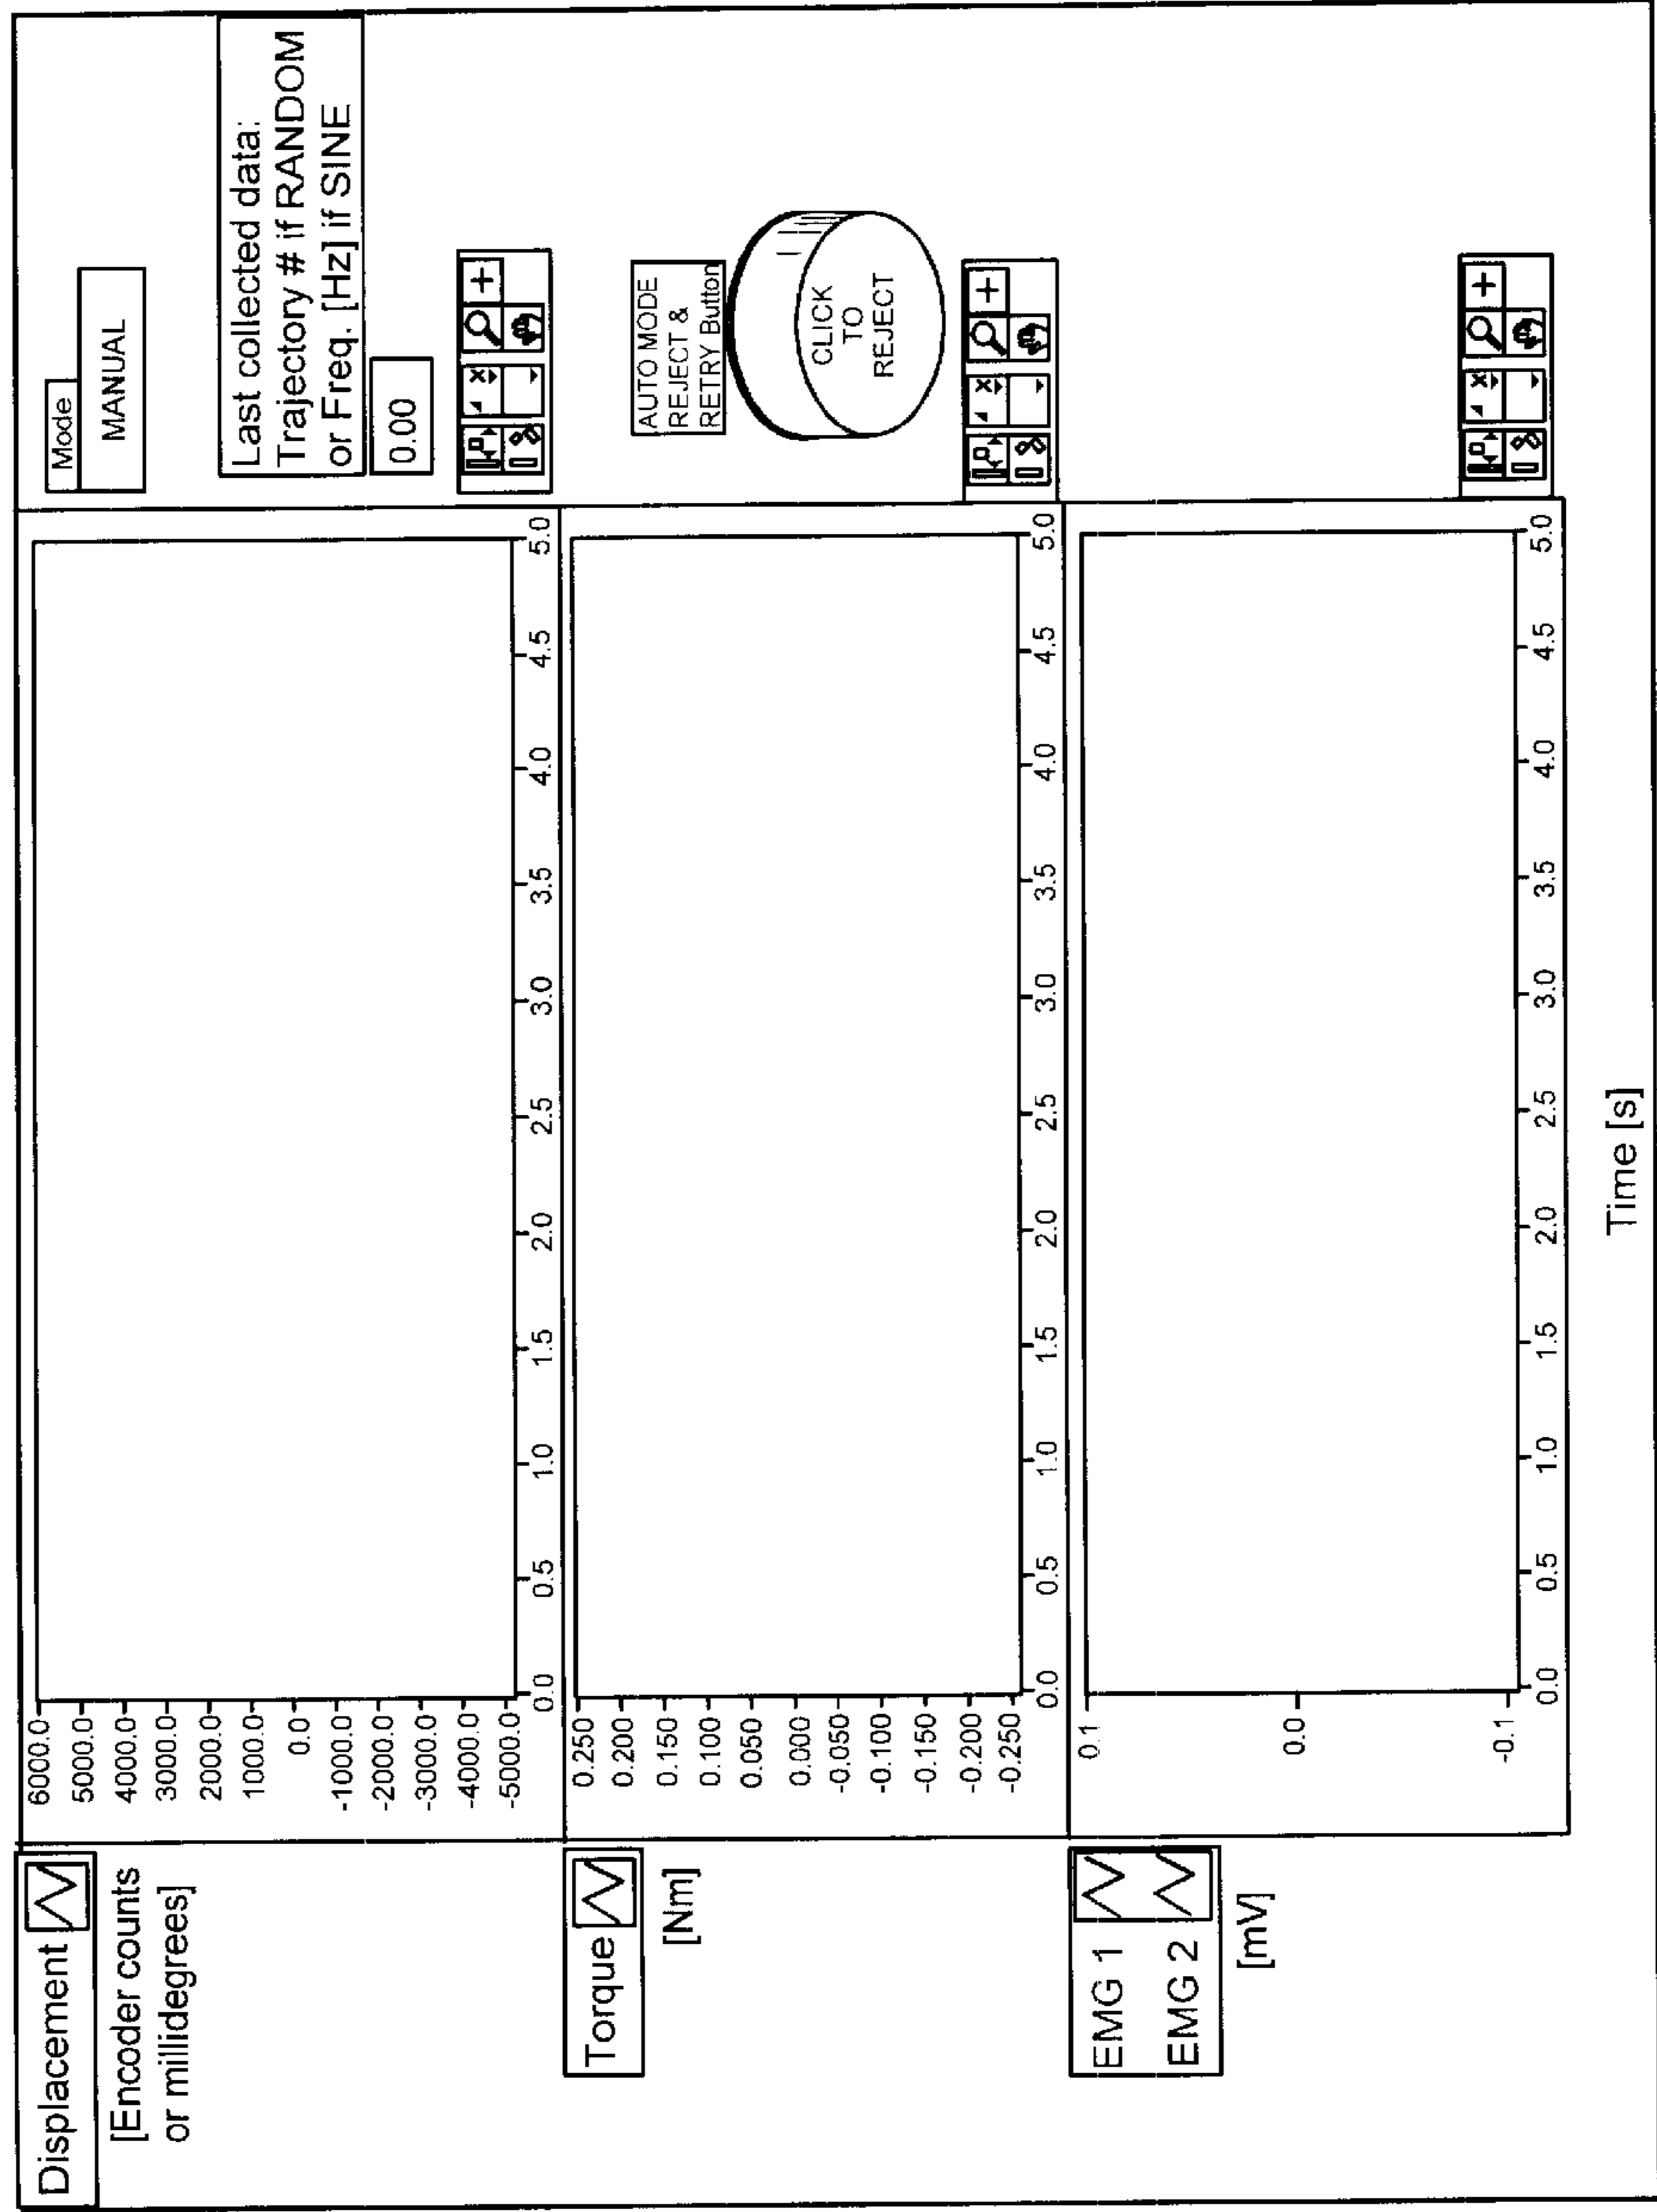 Displacement
[Encoder counts
or millidegrees]
6000.0
5000.0
4000.0
3000.0
2000.0
1000.0
0.0
-1000.0
-2000.0
-3000.0
-4000.0
-5000.0
0.0 0.5 1.0 1.5 2.0 2.5 3.0 3.5 4.0 4.5 5.0
Mode
MANUAL
Last collected data:
Trajectory # if RANDOM
or Freq. [Hz] if SINE
0.00
Torque
[Nm]
0.250
0.200
0.150
0.100
0.050
0.000
-0.050
-0.100
-0.150
-0.200
-0.250
0.0 0.5 1.0 1.5 2.0 2.5 3.0 3.5 4.0 4.5 5.0
AUTO MODE
REJECT &
RETRY Button
CLICK
TO
REJECT
EMG 1
EMG 2
[mV]
0.1
0.0
-0.1
0.0 0.5 1.0 1.5 2.0 2.5 3.0 3.5 4.0 4.5 5.0
Time [s]